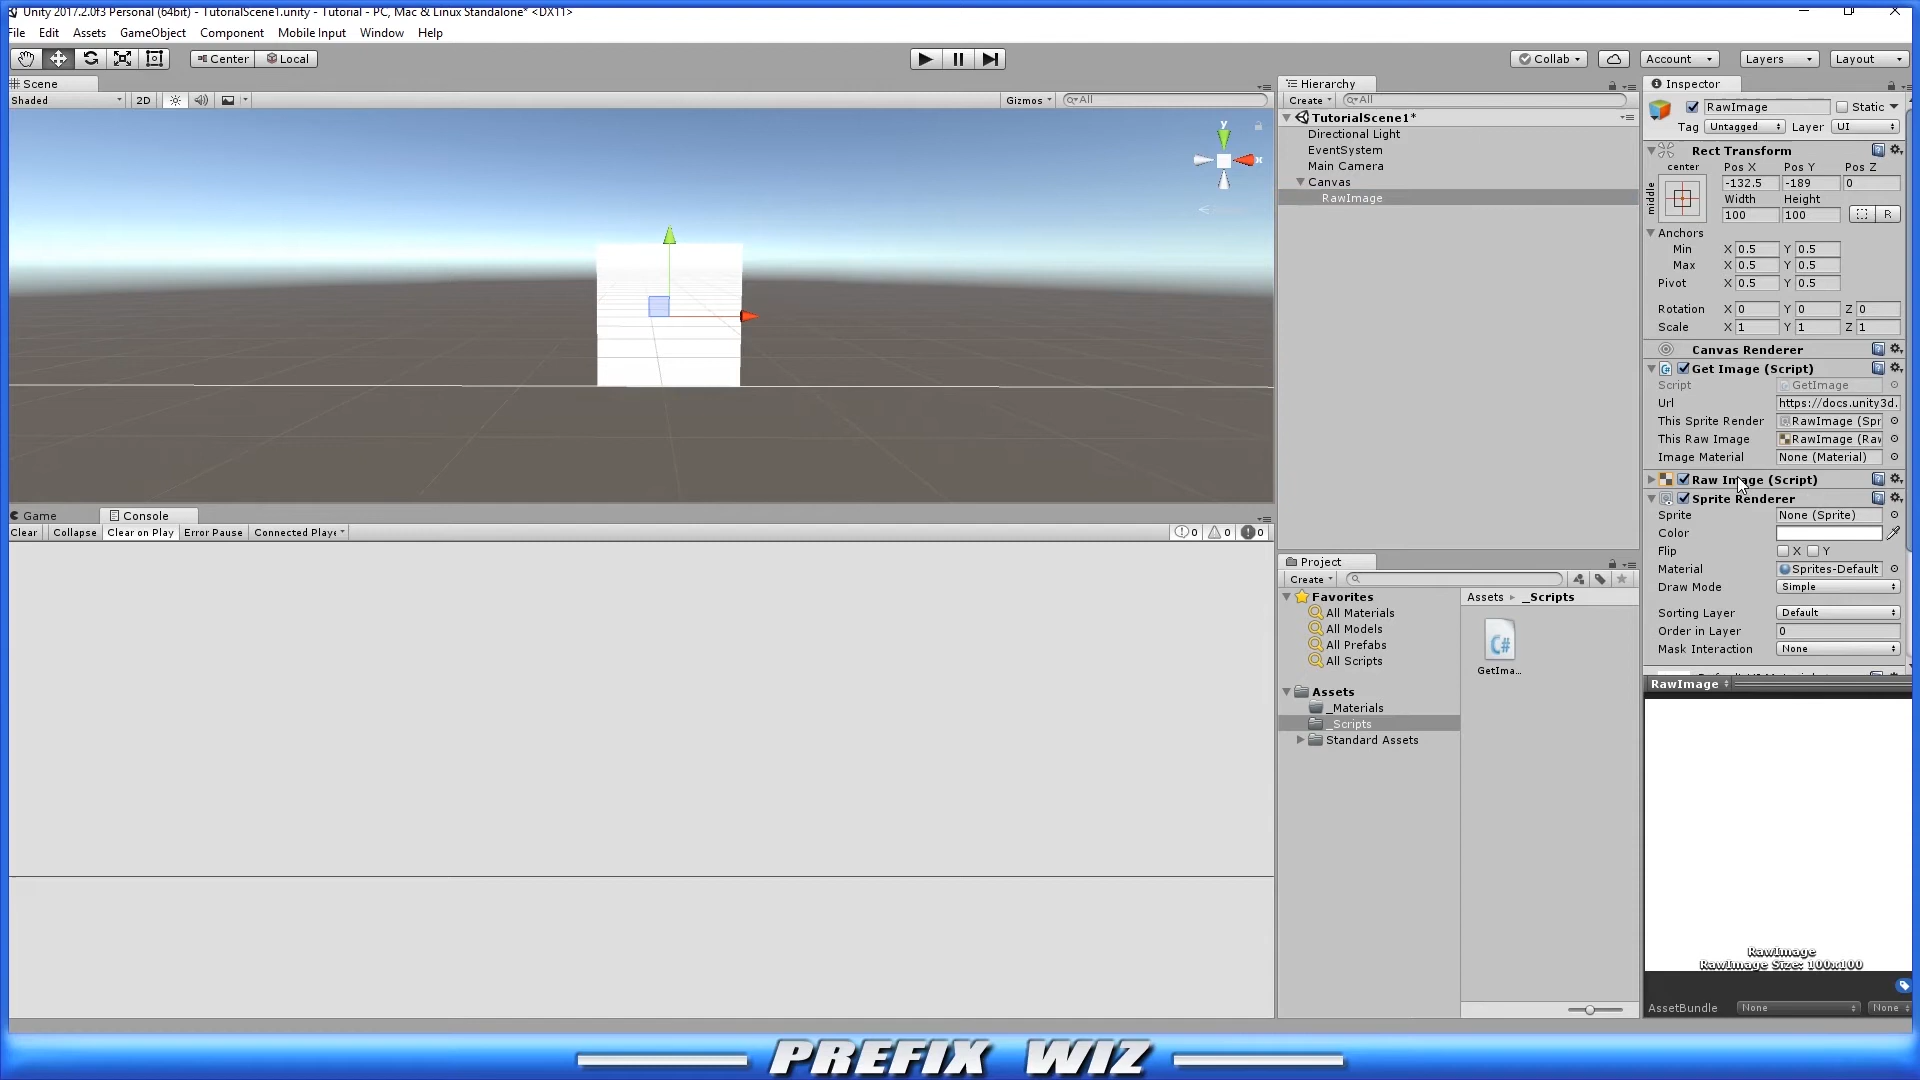 Unity 2017.2.0f3 Personal (64bit) - TutorialScene1.unity - Tutorial - PC, Mac & Linux Standalone* <DX11>
File Edit Assets GameObject Component Mobile Input Window Help
Center Local Collab Account Layers Layout
Scene
Shaded 2D Gizmos All
y
x
Game Console
Clear Collapse Clear on Play Error Pause Connected Playe 0 0 0
Hierarchy
Create All
TutorialScene1*
Directional Light
EventSystem
Main Camera
Canvas
RawImage
Project
Create
Favorites
All Materials
All Models
All Prefabs
All Scripts
Assets
_Materials
_Scripts
Standard Assets
Assets _Scripts
C#
GetIma...
Inspector
RawImage Static
Tag Untagged Layer UI
Rect Transform
center Pos X Pos Y Pos Z
middle -132.5 -189 0
Width Height
100 100 R
Anchors
Min X 0.5 Y 0.5
Max X 0.5 Y 0.5
Pivot X 0.5 Y 0.5
Rotation X 0 Y 0 Z 0
Scale X 1 Y 1 Z 1
Canvas Renderer
Get Image (Script)
Script GetImage
Url https://docs.unity3d.
This Sprite Render RawImage (Spr
This Raw Image RawImage (Raw
Image Material None (Material)
Raw Image (Script)
Sprite Renderer
Sprite None (Sprite)
Color
Flip X Y
Material Sprites-Default
Draw Mode Simple
Sorting Layer Default
Order in Layer 0
Mask Interaction None
RawImage
RawImage
RawImage Size: 100x100
AssetBundle None None
PREFIX WIZ